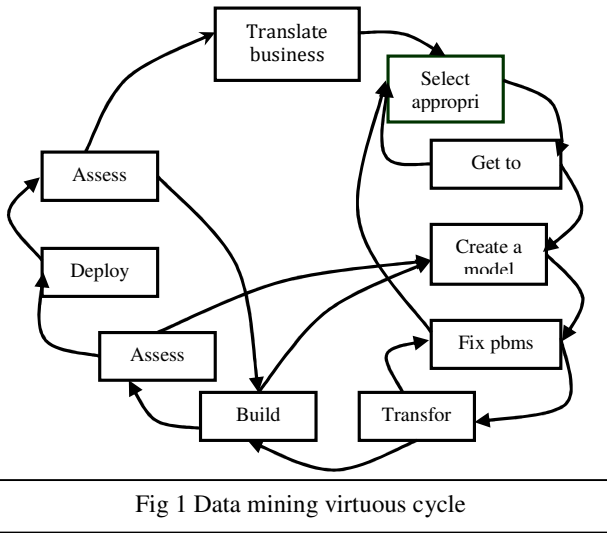 Translate
business
Select
appropri
Get to
Create a
model
Fix pbms
Transfor
Build
Assess
Deploy
Assess
Fig 1 Data mining virtuous cycle